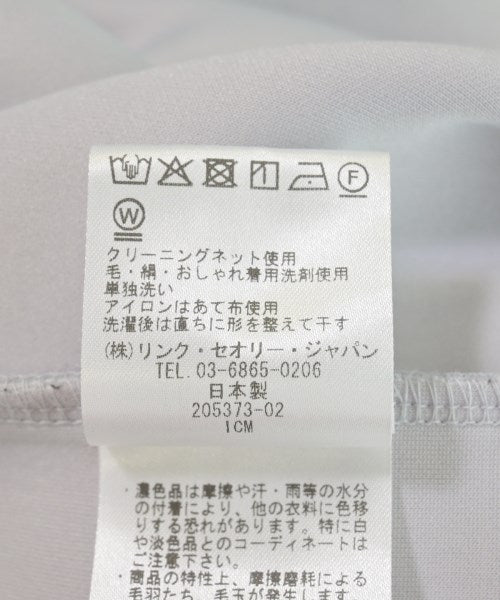 F
W
クリーニングネット使用
毛・絹・おしゃれ着用洗剤使用
単独洗い
アイロンはあて布使用
洗濯後は直ちに形を整えて干す
(株)リンク・セオリー・ジャパン
TEL.03-6865-0206
日本製
205373-02
1CM
・濃色品は摩擦や汗・雨等の水分
の付着により、他の衣料に色移
りする恐れがあります。特に白
や淡色品とのコーディネートは
ご注意下さい。
・商品の特性上、摩擦磨耗による
毛羽たち、毛玉が発生します。